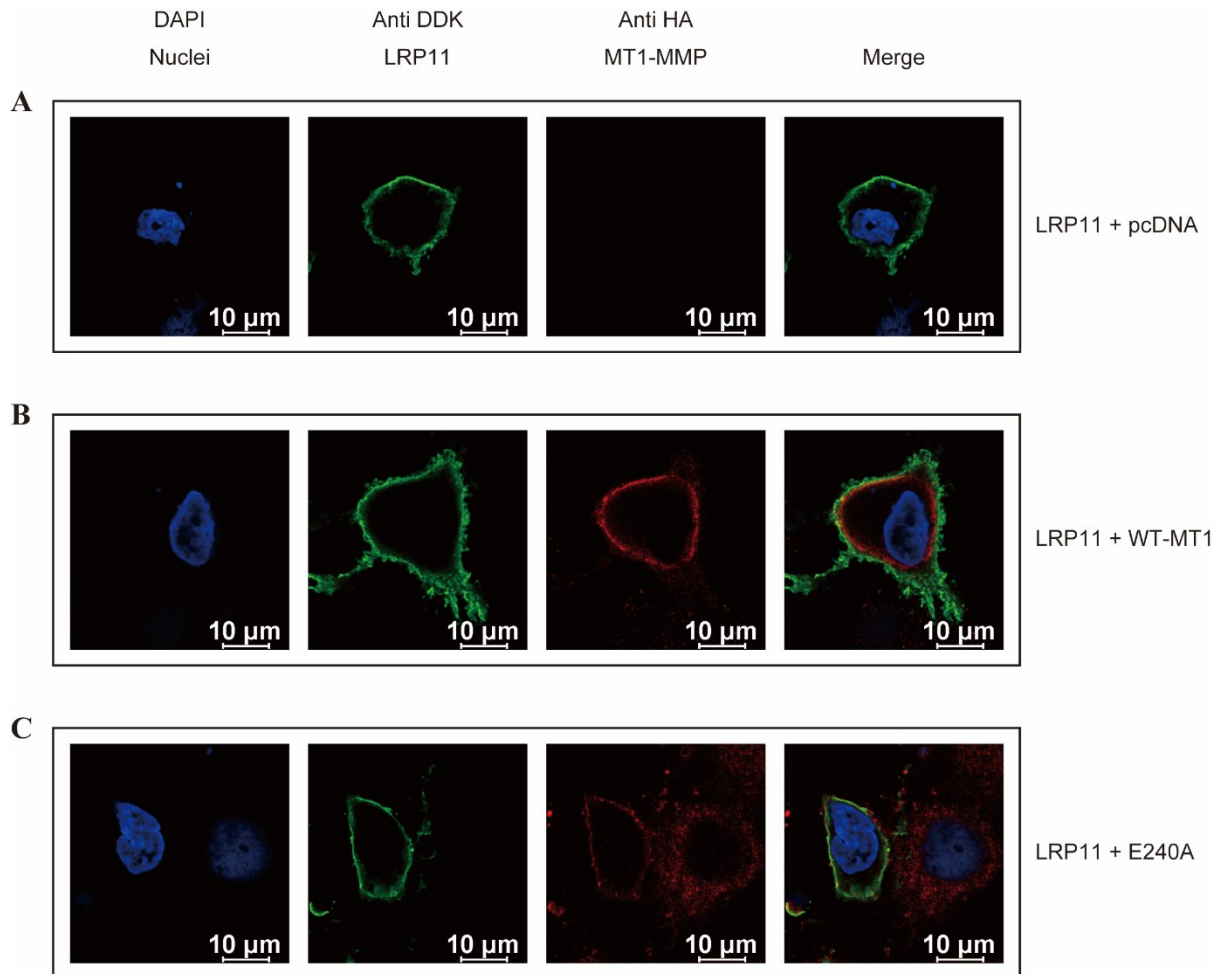 DAPI Anti DDK Anti HA
Nuclei LRP11 MT1-MMP Merge
A
10 µm 10 µm 10 µm 10 µm
LRP11 + pcDNA
B
10 µm 10 µm 10 µm 10 µm
LRP11 + WT-MT1
C
10 µm 10 µm 10 µm 10 µm
LRP11 + E240A